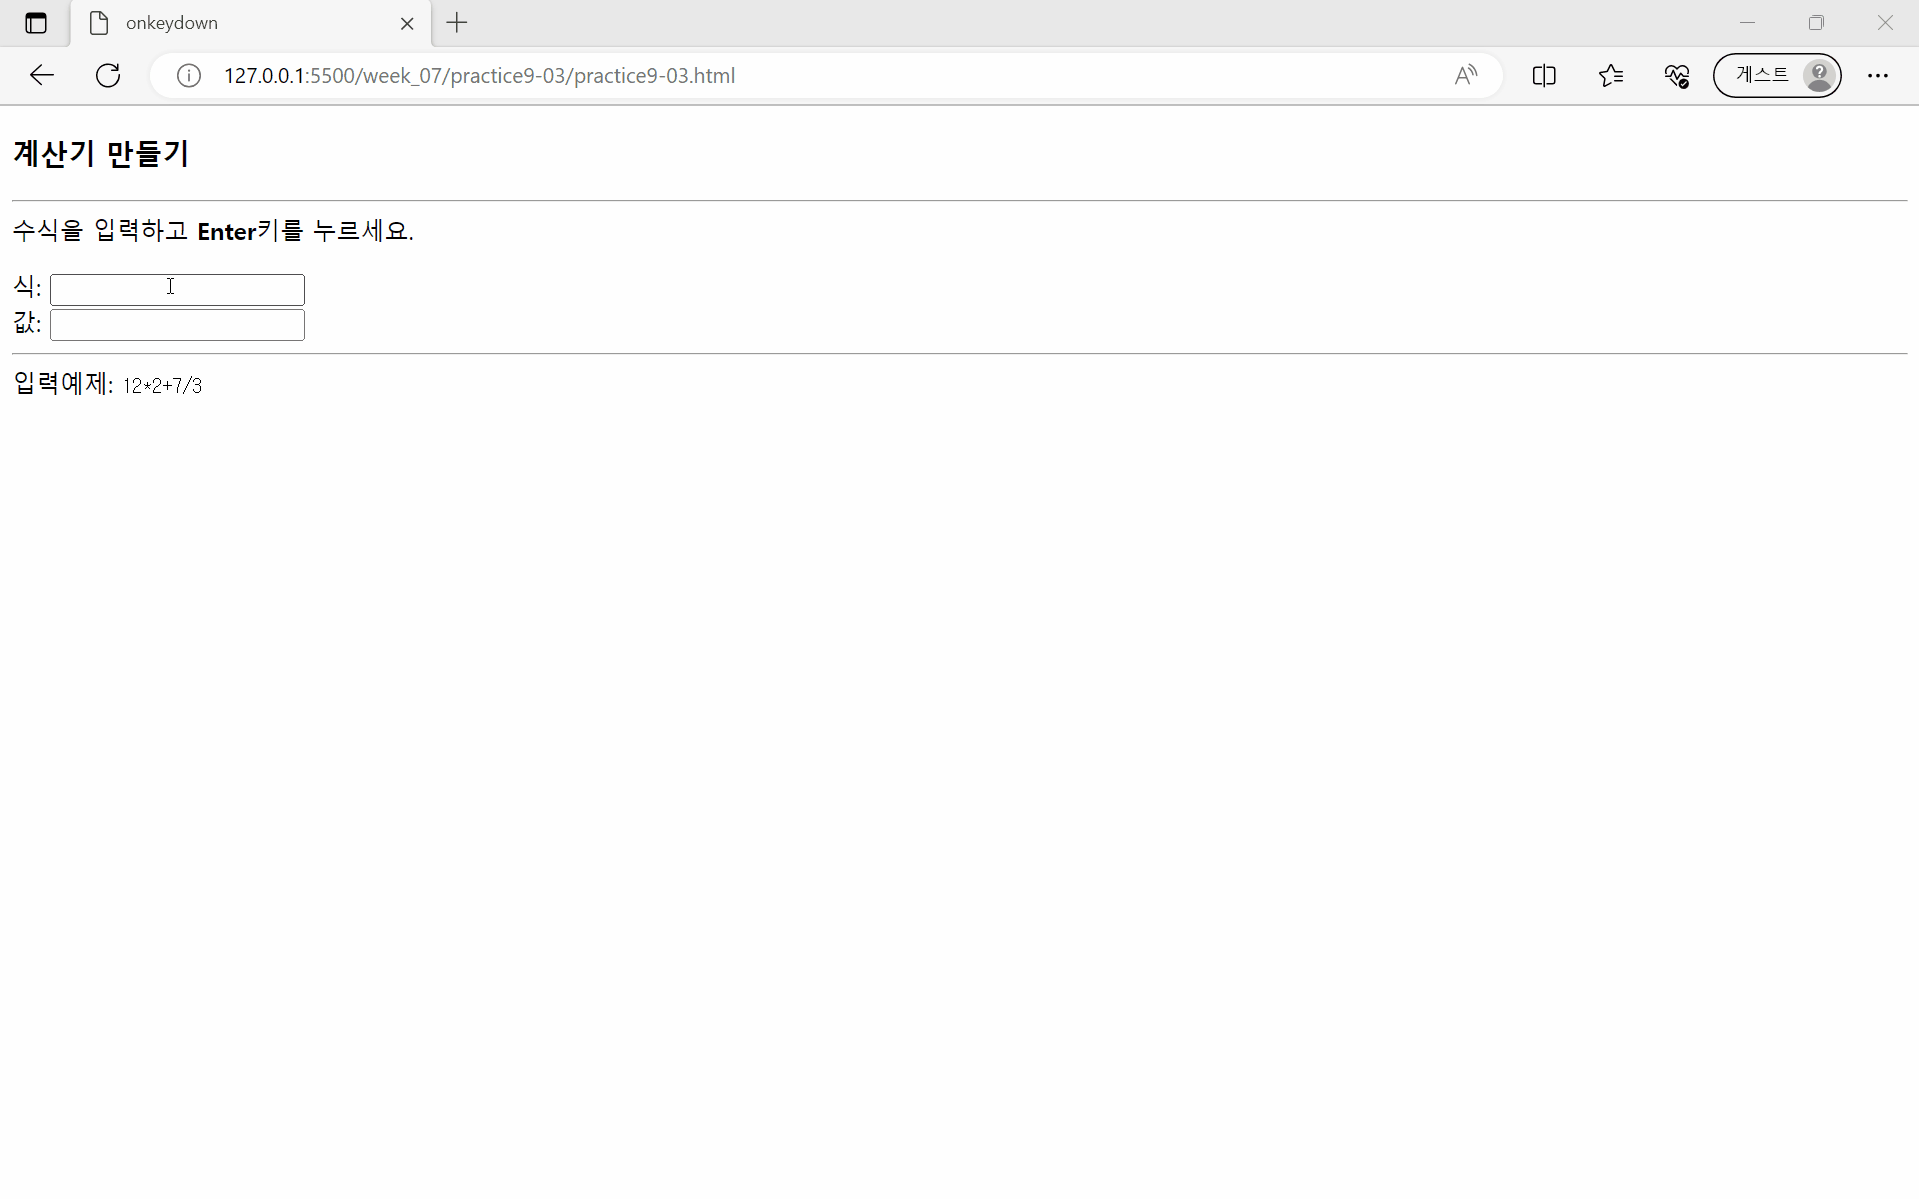 onkeydown
127.0.0.1:5500/week_07/practice9-03/practice9-03.html
게스트
계산기 만들기
수식을 입력하고 Enter키를 누르세요.
식:
값:
입력예제: 12*2+7/3